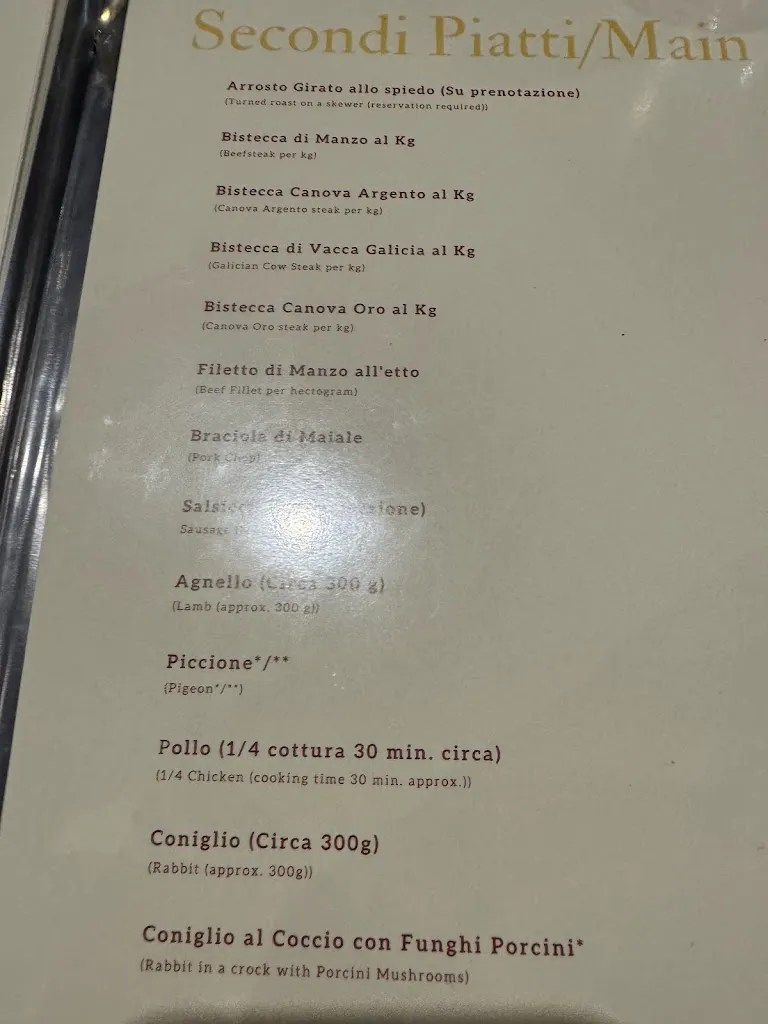 Secondi Piatti/Main
Arrosto Girato allo spiedo (Su prenotazione)
(Turned roast on a skewer (reservation required))
Bistecca di Manzo al Kg
(Beefsteak per kg)
Bistecca Canova Argento al Kg
(Canova Argento steak per kg)
Bistecca di Vacca Galicia al Kg
(Galician Cow Steak per kg)
Bistecca Canova Oro al Kg
(Canova Oro steak per kg)
Filetto di Manzo all'etto
(Beef Fillet per hectogram)
Braciola di Maiale
(Pork Chop)
Sausage
Agnello (Circa 300 g)
(Lamb (approx. 300 g))
Piccione*/**
(Pigeon*/**)
Pollo (1/4 cottura 30 min. circa)
(1/4 Chicken (cooking time 30 min. approx.))
Coniglio (Circa 300g)
(Rabbit (approx. 300g))
Coniglio al Coccio con Funghi Porcini*
(Rabbit in a crock with Porcini Mushrooms)